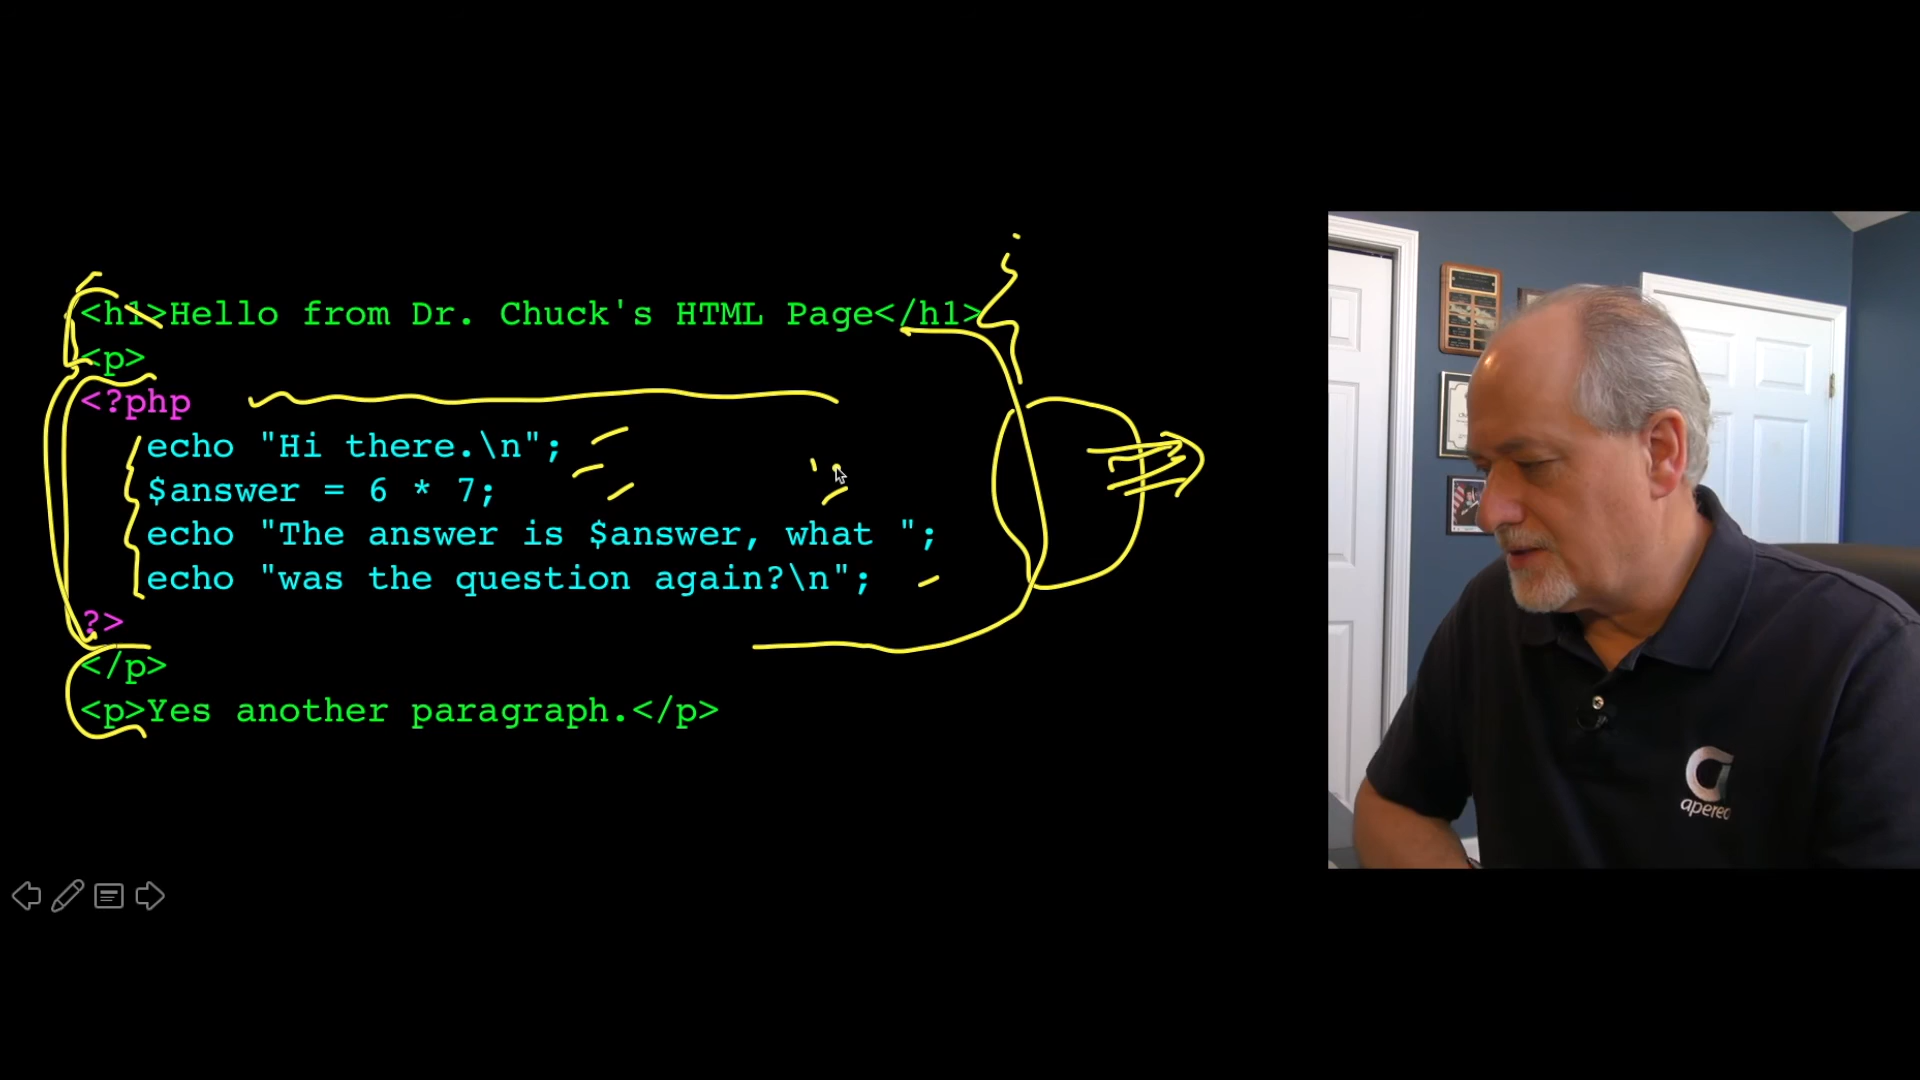 <h1>Hello from Dr. Chuck's HTML Page</h1>
<p>
<?php
echo "Hi there.\n";
$answer = 6 * 7;
echo "The answer is $answer, what ";
echo "was the question again?\n";
?>
</p>
<p>Yes another paragraph.</p>
apereo